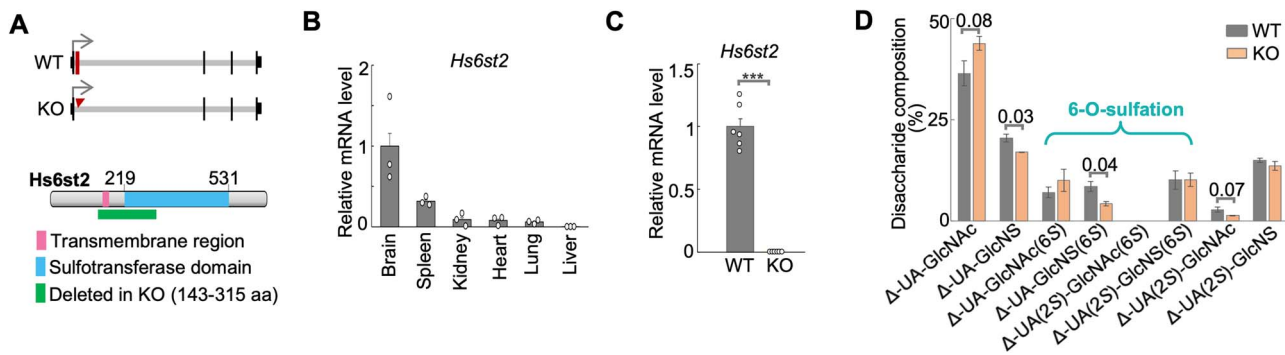 A
WT
KO
Hs6st2
219
531
Transmembrane region
Sulfotransferase domain
Deleted in KO (143-315 aa)
B
Hs6st2
Relative mRNA level
2
1
0
Brain
Spleen
Kidney
Heart
Lung
Liver
C
Hs6st2
Relative mRNA level
1.5
1
0.5
0
***
WT
KO
D
Disaccharide composition
(%)
50
25
0
0.08
0.03
6-O-sulfation
0.04
0.07
WT
KO
Δ-UA-GlcNAc
Δ-UA-GlcNS
Δ-UA-GlcNAc(6S)
Δ-UA-GlcNS(6S)
Δ-UA(2S)-GlcNAc(6S)
Δ-UA(2S)-GlcNS(6S)
Δ-UA(2S)-GlcNAc
Δ-UA(2S)-GlcNS